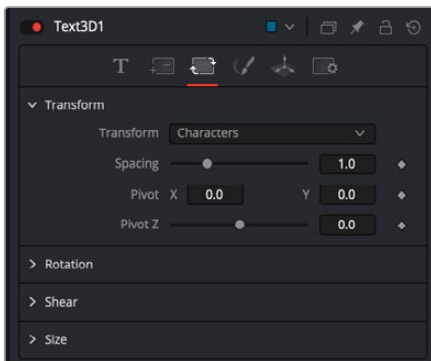 Text3D1
T
Transform
Transform Characters
Spacing 1.0
Pivot X 0.0 Y 0.0
Pivot Z 0.0
Rotation
Shear
Size